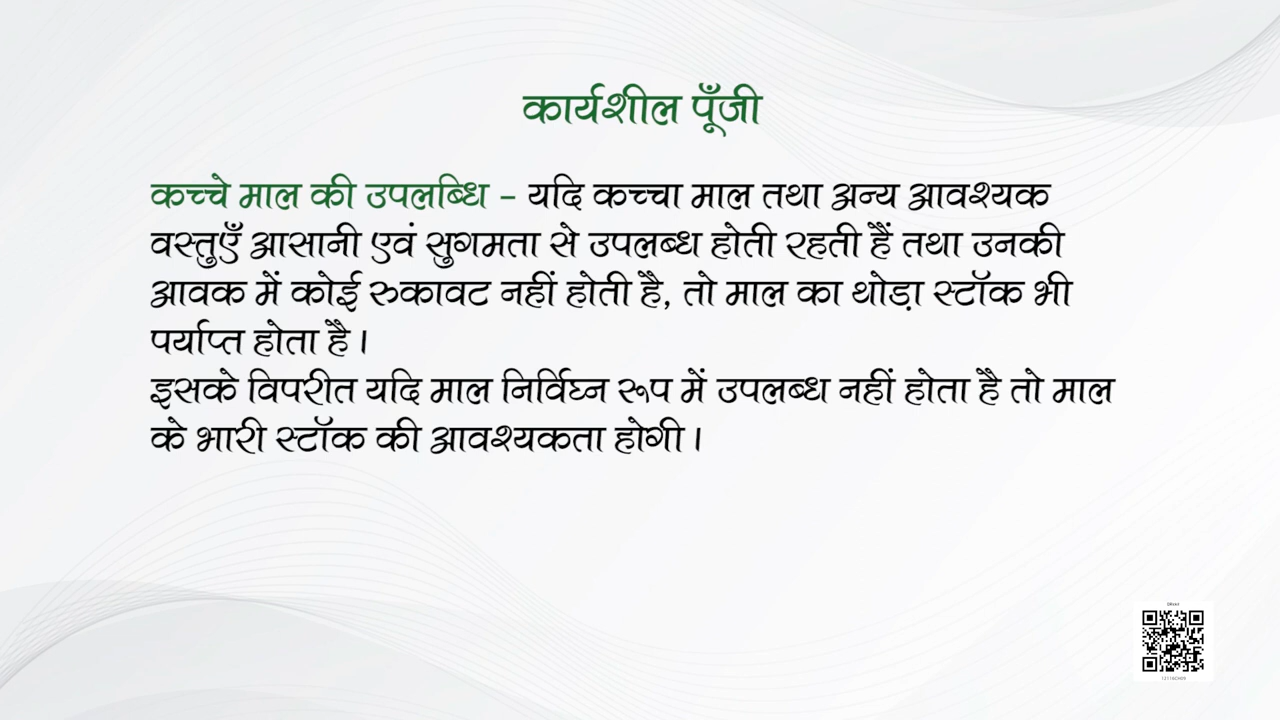 कार्यशील पूँजी
कच्चे माल की उपलब्धि - यदि कच्चा माल तथा अन्य आवश्यक
वस्तुएँ आसानी एवं सुगमता से उपलब्ध होती रहती हैं तथा उनकी
आवक में कोई रुकावट नहीं होती है, तो माल का थोड़ा स्टॉक भी
पर्याप्त होता है।
इसके विपरीत यदि माल निर्विघ्न रूप में उपलब्ध नहीं होता है तो माल
के भारी स्टॉक की आवश्यकता होगी।